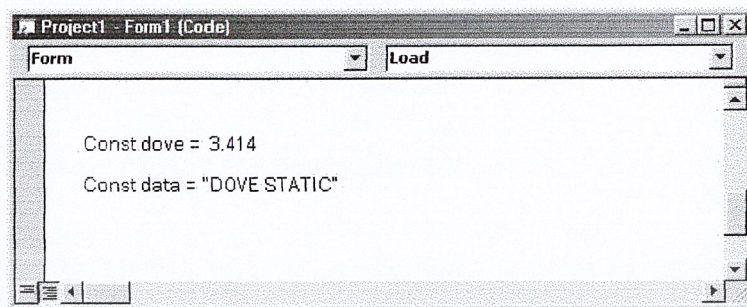 Project1 - Form1 (Code)
Form Load
Const dove = 3.414
Const data = "DOVE STATIC"